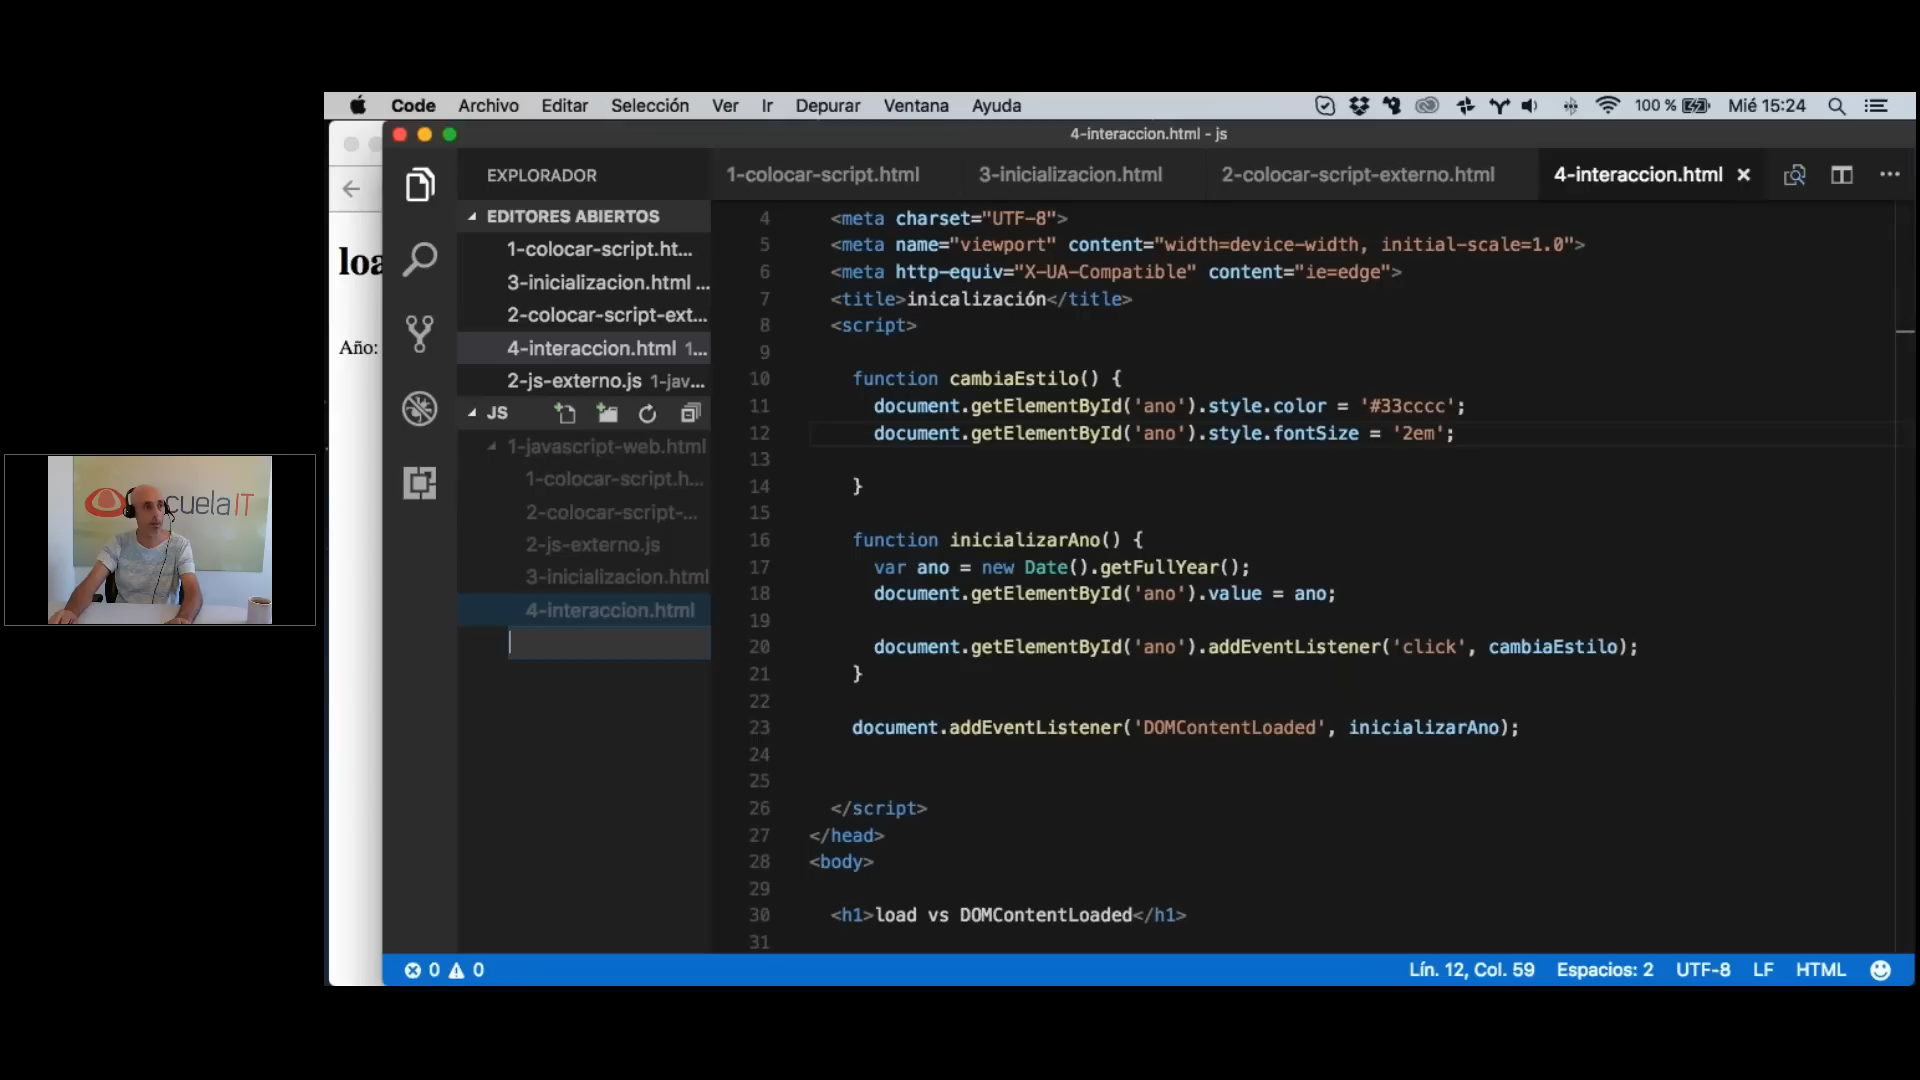 Code Archivo Editar Selección Ver Ir Depurar Ventana Ayuda 100 % Mié 15:24
4-interaccion.html - js
EXPLORADOR
1-colocar-script.html 3-inicializacion.html 2-colocar-script-externo.html 4-interaccion.html
EDITORES ABIERTOS
1-colocar-script.ht...
3-inicializacion.html ...
2-colocar-script-ext...
4-interaccion.html 1...
2-js-externo.js 1-jav...
JS
1-javascript-web.html
1-colocar-script.h...
2-colocar-script-...
2-js-externo.js
3-inicializacion.html
4-interaccion.html
loa
Año:
cuelaIT
4 <meta charset="UTF-8">
5 <meta name="viewport" content="width=device-width, initial-scale=1.0">
6 <meta http-equiv="X-UA-Compatible" content="ie=edge">
7 <title>inicalización</title>
8 <script>
9
10 function cambiaEstilo() {
11 document.getElementById('ano').style.color = '#33cccc';
12 document.getElementById('ano').style.fontSize = '2em';
13
14 }
15
16 function inicializarAno() {
17 var ano = new Date().getFullYear();
18 document.getElementById('ano').value = ano;
19
20 document.getElementById('ano').addEventListener('click', cambiaEstilo);
21 }
22
23 document.addEventListener('DOMContentLoaded', inicializarAno);
24
25
26 </script>
27 </head>
28 <body>
29
30 <h1>load vs DOMContentLoaded</h1>
31
0 0 Lín. 12, Col. 59 Espacios: 2 UTF-8 LF HTML